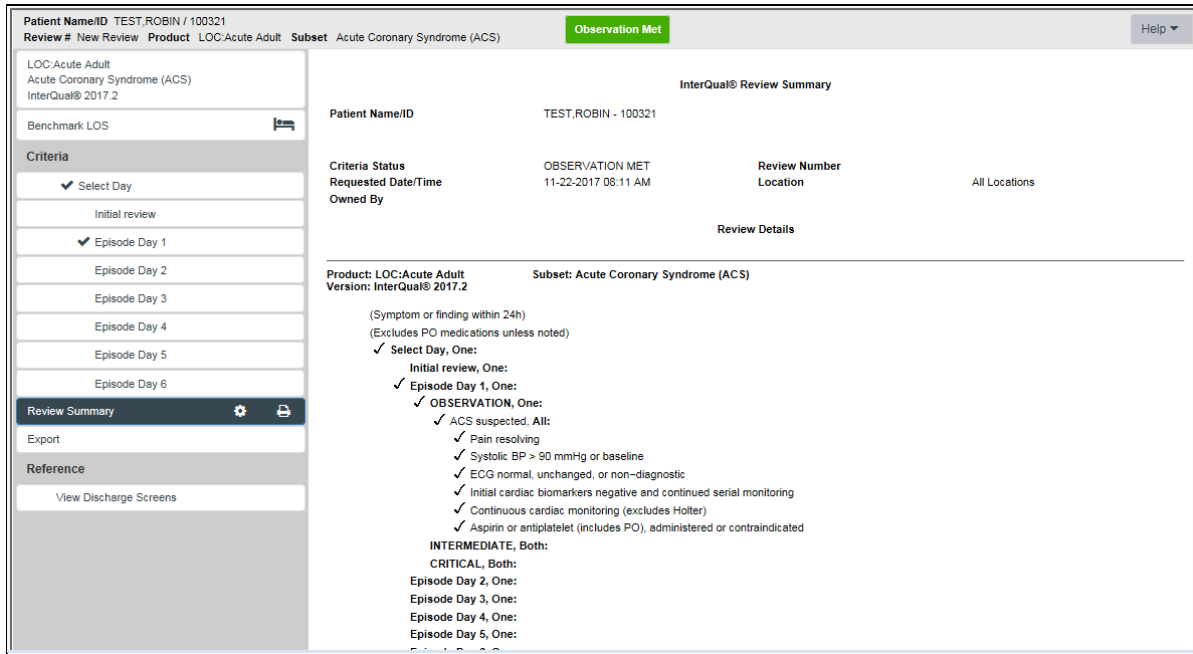 Patient Name/ID TEST,ROBIN / 100321
Review # New Review Product LOC:Acute Adult Subset Acute Coronary Syndrome (ACS)
Observation Met
Help
LOC:Acute Adult
Acute Coronary Syndrome (ACS)
InterQual® 2017.2
Benchmark LOS
Criteria
Select Day
Initial review
Episode Day 1
Episode Day 2
Episode Day 3
Episode Day 4
Episode Day 5
Episode Day 6
Review Summary
Export
Reference
View Discharge Screens
InterQual® Review Summary
Patient Name/ID TEST,ROBIN - 100321
Criteria Status OBSERVATION MET Review Number
Requested Date/Time 11-22-2017 08:11 AM Location All Locations
Owned By
Review Details
Product: LOC:Acute Adult Subset: Acute Coronary Syndrome (ACS)
Version: InterQual® 2017.2
(Symptom or finding within 24h)
(Excludes PO medications unless noted)
✓ Select Day, One:
Initial review, One:
✓ Episode Day 1, One:
✓ OBSERVATION, One:
✓ ACS suspected, All:
✓ Pain resolving
✓ Systolic BP > 90 mmHg or baseline
✓ ECG normal, unchanged, or non-diagnostic
✓ Initial cardiac biomarkers negative and continued serial monitoring
✓ Continuous cardiac monitoring (excludes Holter)
✓ Aspirin or antiplatelet (includes PO), administered or contraindicated
INTERMEDIATE, Both:
CRITICAL, Both:
Episode Day 2, One:
Episode Day 3, One:
Episode Day 4, One:
Episode Day 5, One: